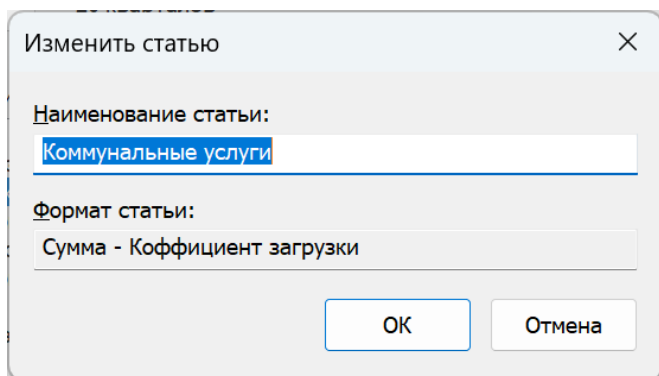 Изменить статью
Наименование статьи:
Коммунальные услуги
Формат статьи:
Сумма - Коффициент загрузки
ОК
Отмена